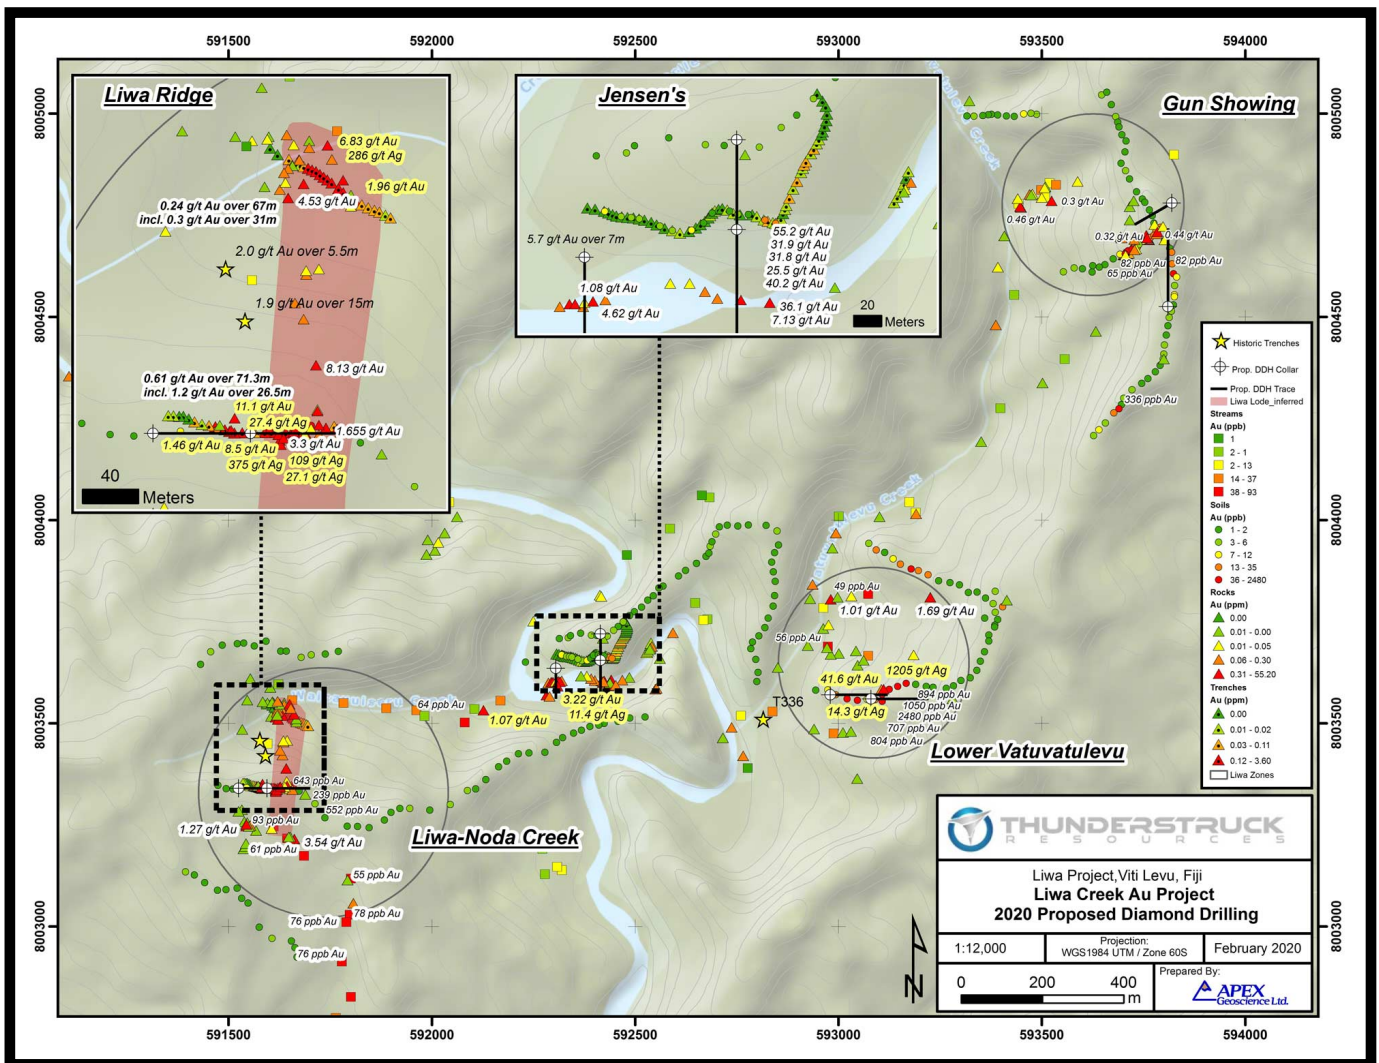 591500
592000
592500
593000
593500
594000
8005000
8004500
8004000
8003500
8003000
8005000
8004500
8004000
8003500
8003000
591500
592000
592500
593000
593500
594000
Liwa Ridge
6.83 g/t Au
286 g/t Ag
1.96 g/t Au
4.53 g/t Au
0.24 g/t Au over 67m
incl. 0.3 g/t Au over 31m
2.0 g/t Au over 5.5m
1.9 g/t Au over 15m
8.13 g/t Au
0.61 g/t Au over 71.3m
incl. 1.2 g/t Au over 26.5m
11.1 g/t Au
27.4 g/t Ag
1.655 g/t Au
1.46 g/t Au
8.5 g/t Au
3.3 g/t Au
375 g/t Ag
109 g/t Ag
27.1 g/t Ag
40
Meters
Jensen's
5.7 g/t Au over 7m
55.2 g/t Au
31.9 g/t Au
31.8 g/t Au
25.5 g/t Au
40.2 g/t Au
1.08 g/t Au
4.62 g/t Au
36.1 g/t Au
7.13 g/t Au
20
Meters
Gun Showing
0.46 g/t Au
0.3 g/t Au
0.32 g/t Au
0.44 g/t Au
82 ppb Au
65 ppb Au
82 ppb Au
336 ppb Au
Creek
49 ppb Au
1.01 g/t Au
1.69 g/t Au
56 ppb Au
1205 g/t Ag
41.6 g/t Au
14.3 g/t Ag
894 ppb Au
1050 ppb Au
2480 ppb Au
707 ppb Au
804 ppb Au
T336
Lower Vatuvatulevu
3.22 g/t Au
11.4 g/t Ag
64 ppb Au
1.07 g/t Au
643 ppb Au
239 ppb Au
552 ppb Au
93 ppb Au
1.27 g/t Au
61 ppb Au
3.54 g/t Au
55 ppb Au
78 ppb Au
76 ppb Au
76 ppb Au
Liwa-Noda Creek
Historic Trenches
Prop. DDH Collar
Prop. DDH Trace
Liwa Lode_inferred
Streams
Au (ppb)
1
2 - 1
2 - 13
14 - 37
38 - 93
Soils
Au (ppb)
1 - 2
3 - 6
7 - 12
13 - 35
36 - 2480
Rocks
Au (ppm)
0.00
0.01 - 0.00
0.01 - 0.05
0.06 - 0.30
0.31 - 55.20
Trenches
Au (ppm)
0.00
0.01 - 0.02
0.03 - 0.11
0.12 - 3.60
Liwa Zones
THUNDERSTRUCK
RESOURCES
Liwa Project,Viti Levu, Fiji
Liwa Creek Au Project
2020 Proposed Diamond Drilling
1:12,000
Projection:
WGS1984 UTM / Zone 60S
February 2020
0 200 400
m
Prepared By:
APEX
Geoscience Ltd.
N